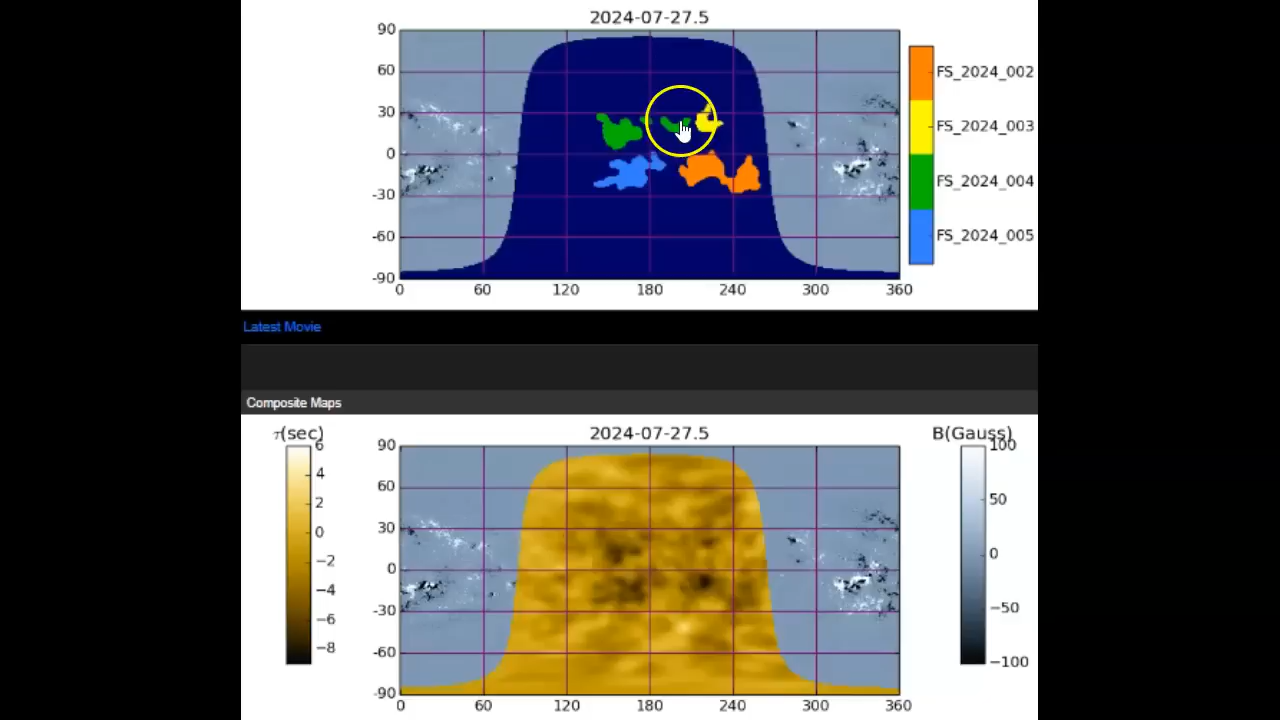 2024-07-27.5
90
60
30
0
-30
-60
-90
0 60 120 180 240 300 360
FS_2024_002
FS_2024_003
FS_2024_004
FS_2024_005
Latest Movie
Composite Maps
τ(sec)
6
4
2
0
−2
−4
−6
−8
2024-07-27.5
90
60
30
0
-30
-60
-90
0 60 120 180 240 300 360
B(Gauss)
100
50
0
−50
−100